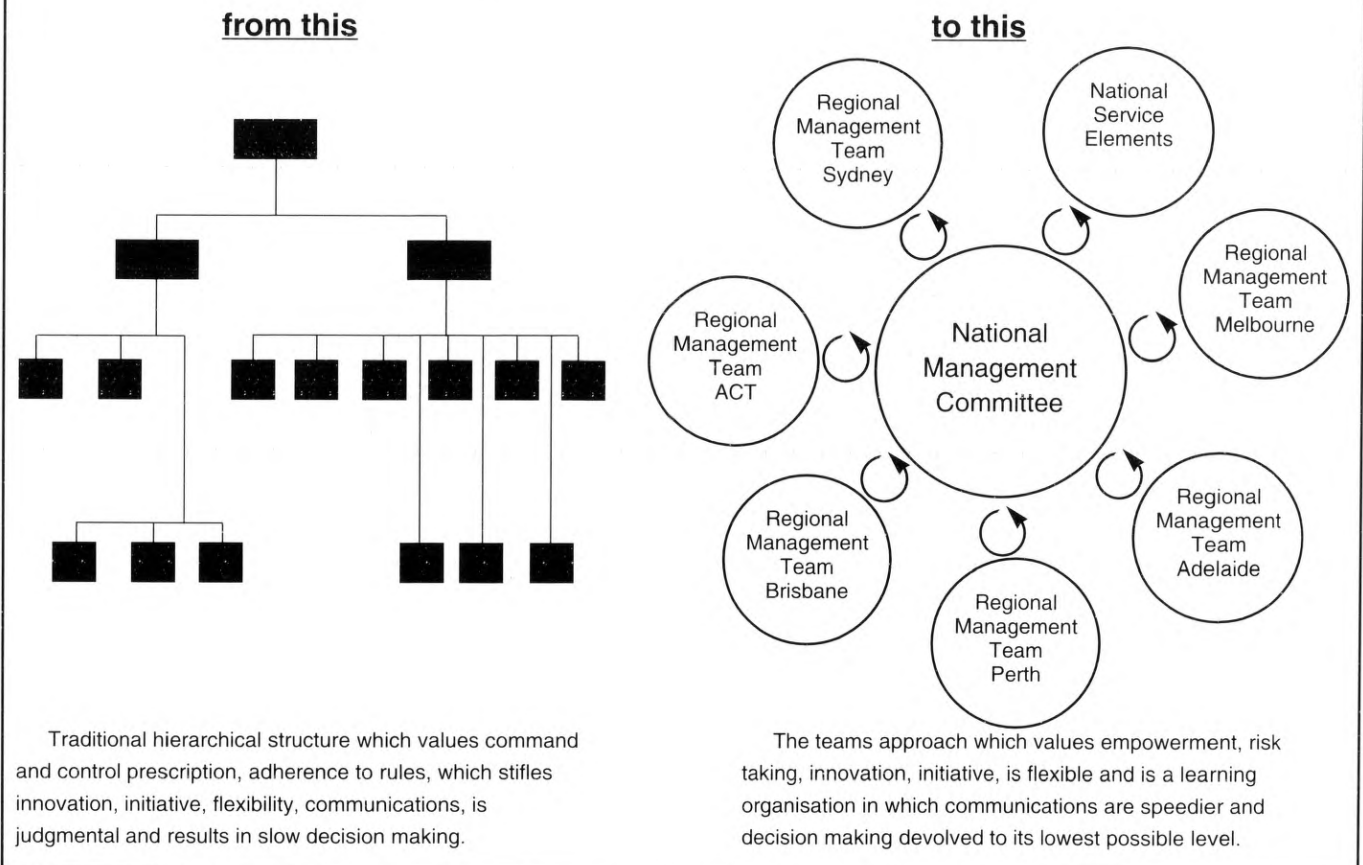 from this
to this
Regional
Management
Team
Sydney
National
Service
Elements
Regional
Management
Team
Melbourne
Regional
Management
Team
ACT
National
Management
Committee
Regional
Management
Team
Brisbane
Regional
Management
Team
Adelaide
Regional
Management
Team
Perth
Traditional hierarchical structure which values command
and control prescription, adherence to rules, which stifles
innovation, initiative, flexibility, communications, is
judgmental and results in slow decision making.
The teams approach which values empowerment, risk
taking, innovation, initiative, is flexible and is a learning
organisation in which communications are speedier and
decision making devolved to its lowest possible level.